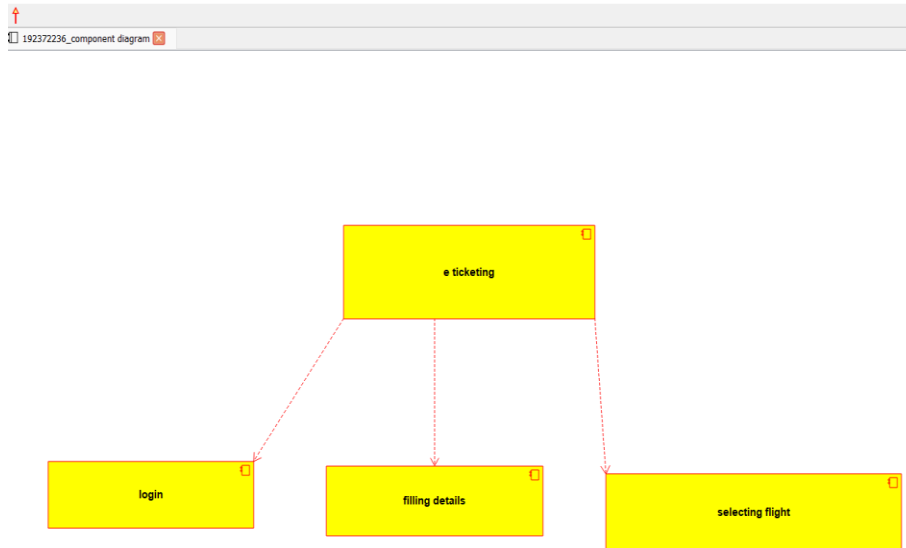 192372236_component diagram
e ticketing
login
filling details
selecting flight